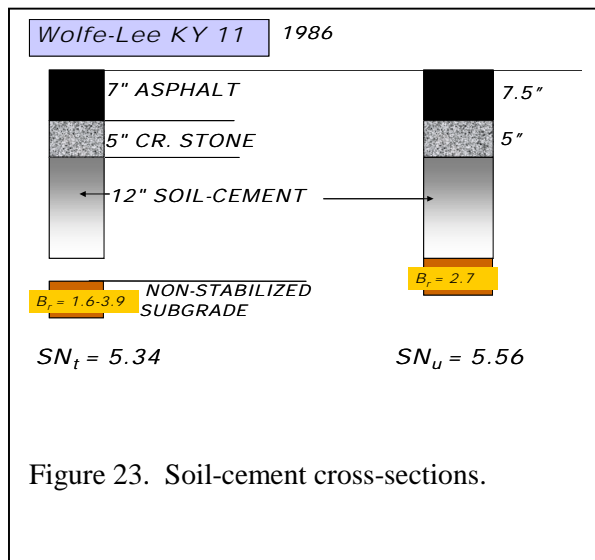 Wolfe-Lee KY 11 1986
7" ASPHALT 7.5"
5" CR. STONE 5"
12" SOIL-CEMENT
Br = 2.7
Br = 1.6-3.9 NON-STABILIZED
SUBGRADE
SNt = 5.34 SNu = 5.56
Figure 23. Soil-cement cross-sections.